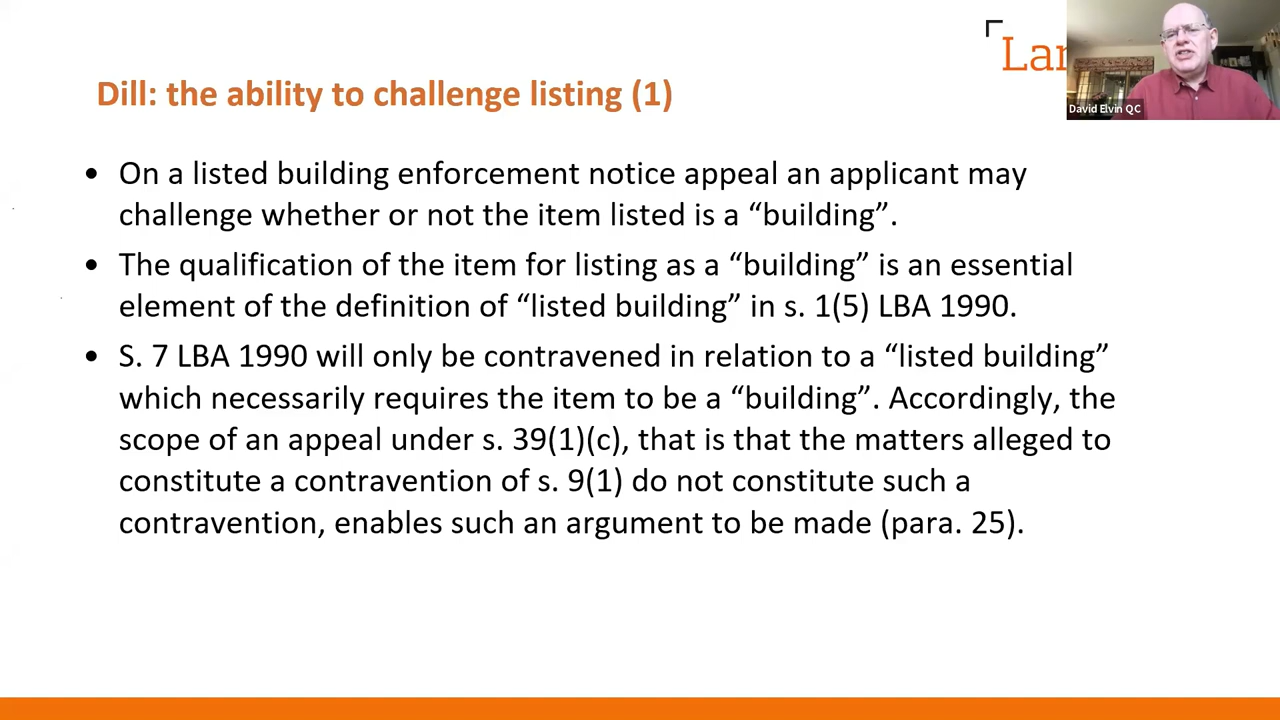 Lan
David Elvin QC
Dill: the ability to challenge listing (1)
• On a listed building enforcement notice appeal an applicant may
challenge whether or not the item listed is a “building”.
• The qualification of the item for listing as a “building” is an essential
element of the definition of “listed building” in s. 1(5) LBA 1990.
• S. 7 LBA 1990 will only be contravened in relation to a “listed building”
which necessarily requires the item to be a “building”. Accordingly, the
scope of an appeal under s. 39(1)(c), that is that the matters alleged to
constitute a contravention of s. 9(1) do not constitute such a
contravention, enables such an argument to be made (para. 25).